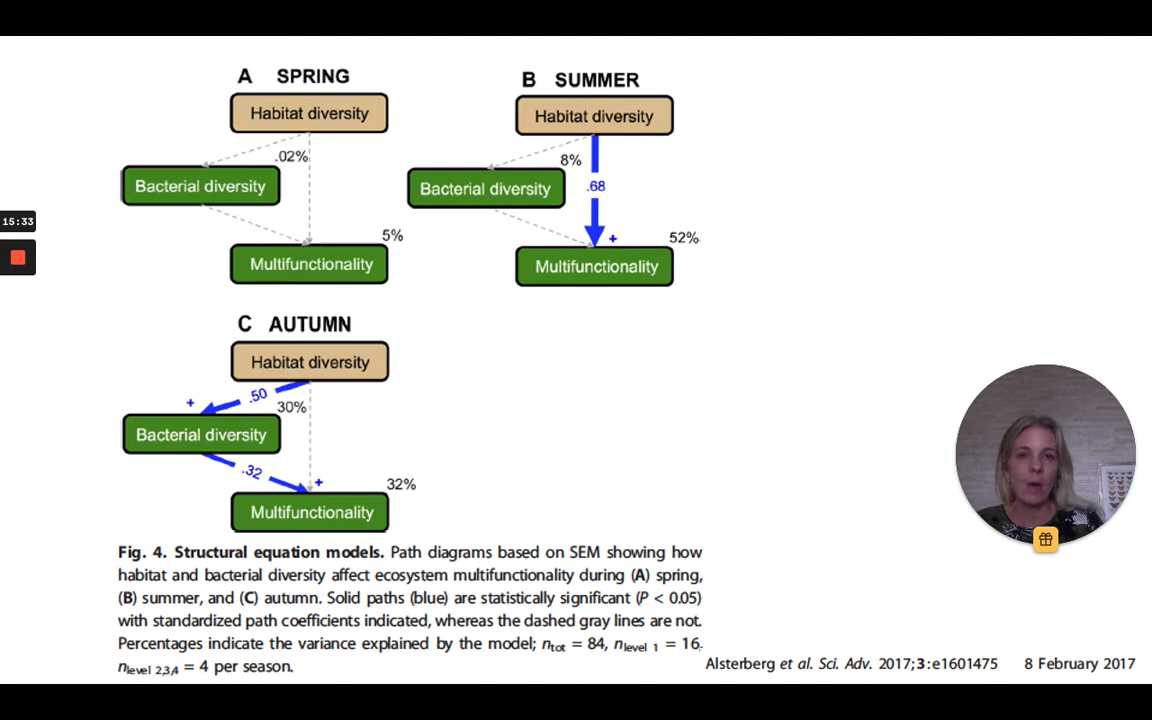 A SPRING
Habitat diversity
.02%
Bacterial diversity
5%
Multifunctionality
B SUMMER
Habitat diversity
8%
Bacterial diversity
.68
+
52%
Multifunctionality
15:33
C AUTUMN
Habitat diversity
.50
+
30%
Bacterial diversity
.32
+
32%
Multifunctionality
Fig. 4. Structural equation models. Path diagrams based on SEM showing how
habitat and bacterial diversity affect ecosystem multifunctionality during (A) spring,
(B) summer, and (C) autumn. Solid paths (blue) are statistically significant (P < 0.05)
with standardized path coefficients indicated, whereas the dashed gray lines are not.
Percentages indicate the variance explained by the model; ntot = 84, nlevel 1 = 16,
nlevel 2,3,4 = 4 per season.
Alsterberg et al. Sci. Adv. 2017;3:e1601475 8 February 2017